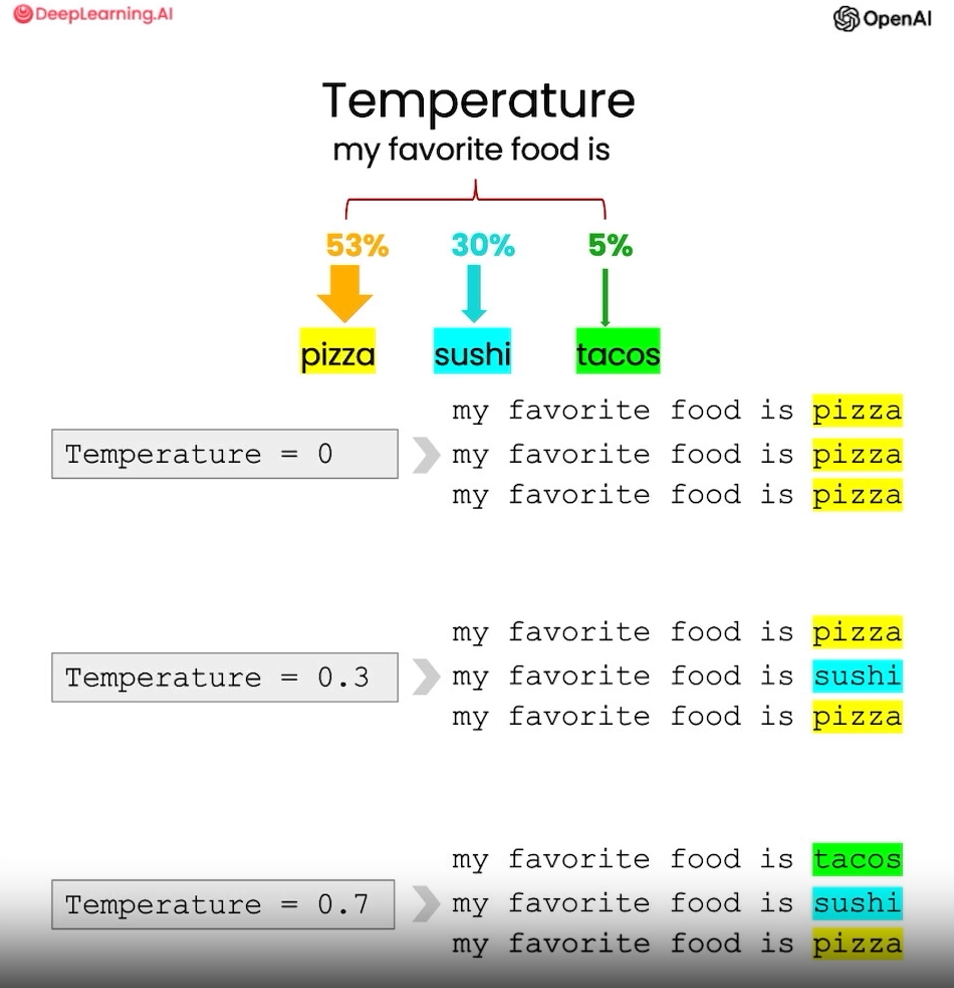 DeepLearning.AI
OpenAI
Temperature
my favorite food is
53% 30% 5%
pizza sushi tacos
my favorite food is pizza
Temperature = 0
my favorite food is pizza
my favorite food is pizza
my favorite food is pizza
Temperature = 0.3
my favorite food is sushi
my favorite food is pizza
my favorite food is tacos
Temperature = 0.7
my favorite food is sushi
my favorite food is pizza